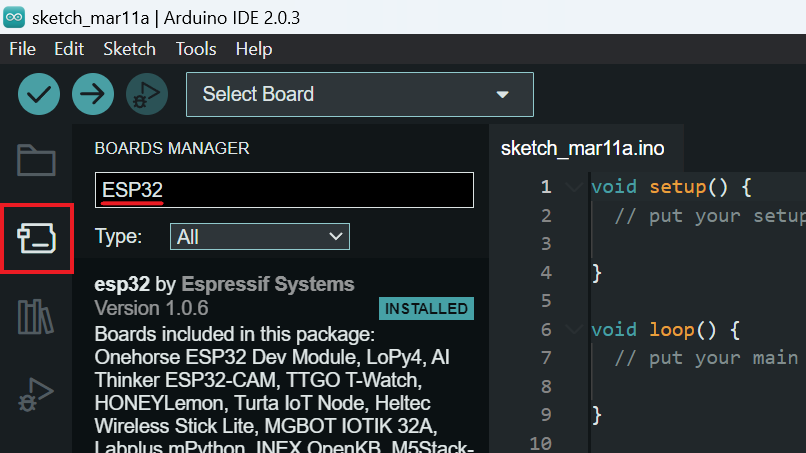 sketch_mar11a | Arduino IDE 2.0.3
File Edit Sketch Tools Help
Select Board
BOARDS MANAGER
ESP32
Type: All
esp32 by Espressif Systems
Version 1.0.6 INSTALLED
Boards included in this package:
Onehorse ESP32 Dev Module, LoPy4, AI
Thinker ESP32-CAM, TTGO T-Watch,
HONEYLemon, Turta IoT Node, Heltec
Wireless Stick Lite, MGBOT IOTIK 32A,
Labplus mPython, INEX OpenKB, M5Stack-
sketch_mar11a.ino
1 void setup() {
2 // put your setup
3
4 }
5
6 void loop() {
7 // put your main
8
9 }
10